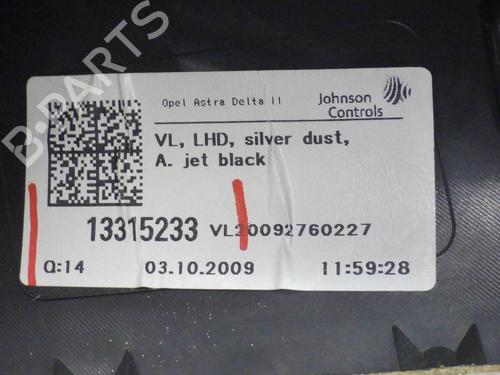 B-PARTS
Opel Astra Delta II
Johnson
Controls
VL, LHD, silver dust,
A. jet black
13315233 VL20092760227
Q:14 03.10.2009 11:59:28